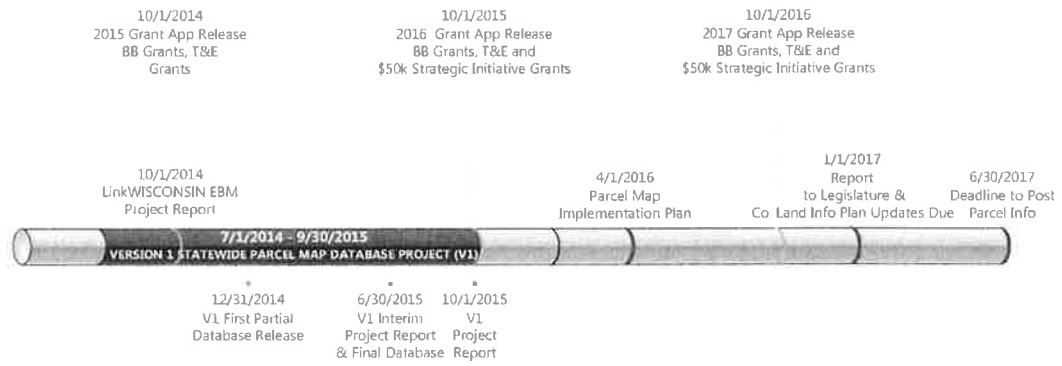 10/1/2014
2015 Grant App Release
BB Grants, T&E
Grants
10/1/2015
2016 Grant App Release
BB Grants, T&E and
$50k Strategic Initiative Grants
10/1/2016
2017 Grant App Release
BB Grants, T&E and
$50k Strategic Initiative Grants
10/1/2014
LinkWISCONSIN EBM
Project Report
4/1/2016
Parcel Map
Implementation Plan
1/1/2017
Report
to Legislature &
Co Land Info Plan Updates Due
6/30/2017
Deadline to Post
Parcel Info
7/1/2014 - 9/30/2015
VERSION 1 STATEWIDE PARCEL MAP DATABASE PROJECT (V1)
12/31/2014
V1 First Partial
Database Release
6/30/2015
V1 Interim
Project Report
& Final Database
10/1/2015
V1
Project
Report